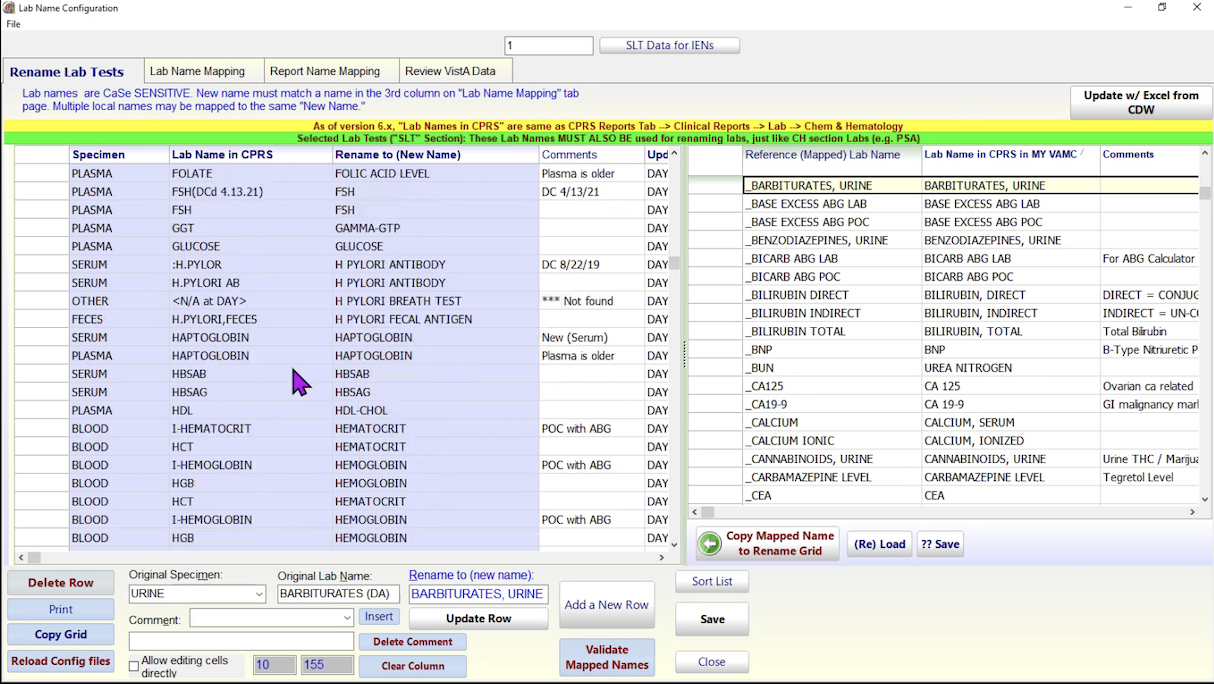 Lab Name Configuration
File
1 SLT Data for IENs
Rename Lab Tests Lab Name Mapping Report Name Mapping Review VistA Data
Lab names are CaSe SENSITIVE. New name must match a name in the 3rd column on "Lab Name Mapping" tab
page. Multiple local names may be mapped to the same "New Name."
Update w/ Excel from
CDW
As of version 6.x, "Lab Names in CPRS" are same as CPRS Reports Tab --> Clinical Reports --> Lab --> Chem & Hematology
Selected Lab Tests ("SLT" Section): These Lab Names MUST ALSO BE used for renaming labs, just like CH section Labs (e.g. PSA)
Specimen Lab Name in CPRS Rename to (New Name) Comments Upd
PLASMA FOLATE FOLIC ACID LEVEL Plasma is older DAY
PLASMA FSH(DCd 4.13.21) FSH DC 4/13/21 DAY
PLASMA FSH FSH DAY
PLASMA GGT GAMMA-GTP DAY
PLASMA GLUCOSE GLUCOSE DAY
SERUM :H.PYLOR H PYLORI ANTIBODY DC 8/22/19 DAY
SERUM H.PYLORI AB H PYLORI ANTIBODY DAY
OTHER <N/A at DAY> H PYLORI BREATH TEST *** Not found DAY
FECES H.PYLORI,FECES H PYLORI FECAL ANTIGEN DAY
SERUM HAPTOGLOBIN HAPTOGLOBIN New (Serum) DAY
PLASMA HAPTOGLOBIN HAPTOGLOBIN Plasma is older DAY
SERUM HBSAB HBSAB DAY
SERUM HBSAG HBSAG DAY
PLASMA HDL HDL-CHOL DAY
BLOOD I-HEMATOCRIT HEMATOCRIT POC with ABG DAY
BLOOD HCT HEMATOCRIT DAY
BLOOD I-HEMOGLOBIN HEMOGLOBIN POC with ABG DAY
BLOOD HGB HEMOGLOBIN DAY
BLOOD HCT HEMATOCRIT DAY
BLOOD I-HEMOGLOBIN HEMOGLOBIN POC with ABG DAY
BLOOD HGB HEMOGLOBIN DAY
Reference (Mapped) Lab Name Lab Name in CPRS in MY VAMC Comments
_BARBITURATES, URINE BARBITURATES, URINE
_BASE EXCESS ABG LAB BASE EXCESS ABG LAB
_BASE EXCESS ABG POC BASE EXCESS ABG POC
_BENZODIAZEPINES, URINE BENZODIAZEPINES, URINE
_BICARB ABG LAB BICARB ABG LAB For ABG Calculator
_BICARB ABG POC BICARB ABG POC
_BILIRUBIN DIRECT BILIRUBIN, DIRECT DIRECT = CONJUG
_BILIRUBIN INDIRECT BILIRUBIN, INDIRECT INDIRECT = UN-CO
_BILIRUBIN TOTAL BILIRUBIN, TOTAL Total Bilirubin
_BNP BNP B-Type Nitriuretic P
_BUN UREA NITROGEN
_CA125 CA 125 Ovarian ca related
_CA19-9 CA 19-9 GI malignancy mark
_CALCIUM CALCIUM, SERUM
_CALCIUM IONIC CALCIUM, IONIZED
_CANNABINOIDS, URINE CANNABINOIDS, URINE Urine THC / Marijua
_CARBAMAZEPINE LEVEL CARBAMAZEPINE LEVEL Tegretol Level
_CEA CEA
Copy Mapped Name
to Rename Grid
(Re) Load ?? Save
Delete Row
Print
Copy Grid
Reload Config files
Original Specimen: Original Lab Name: Rename to (new name):
URINE BARBITURATES (DA) BARBITURATES, URINE
Comment: Insert Update Row
Delete Comment
Allow editing cells
directly
10 155 Clear Column
Add a New Row
Validate
Mapped Names
Sort List
Save
Close